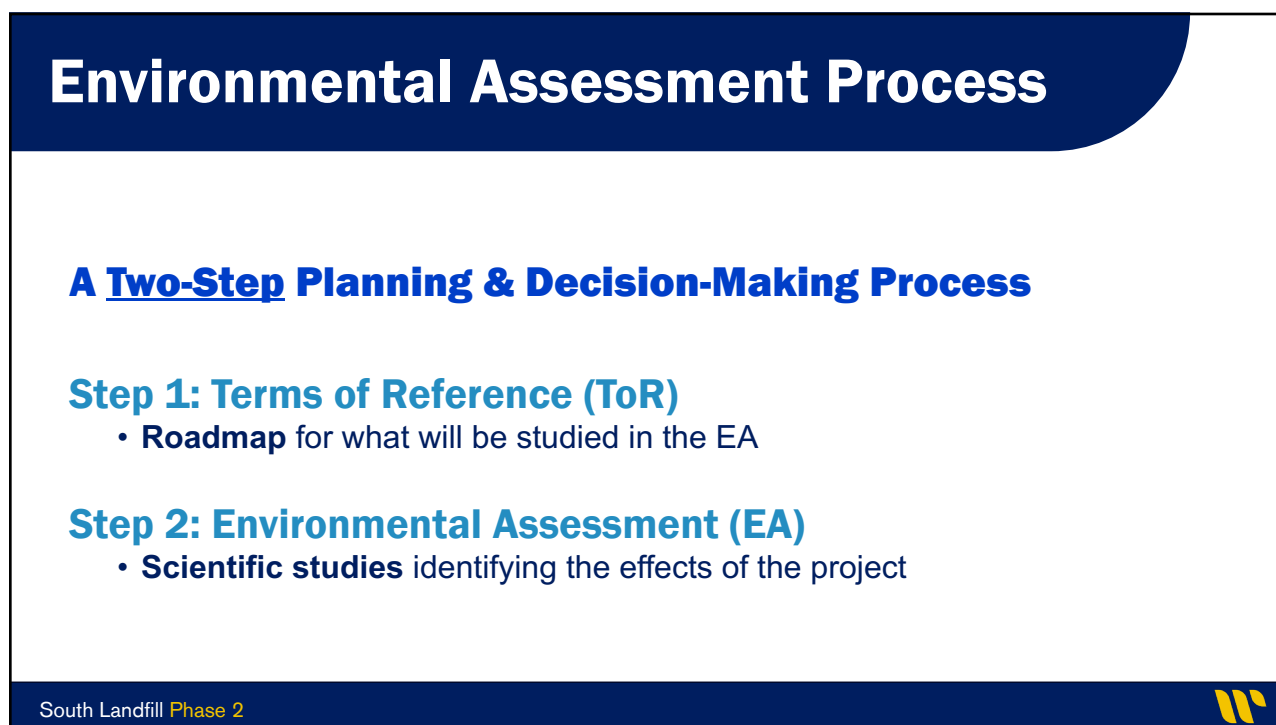 Environmental Assessment Process
A Two-Step Planning & Decision-Making Process
Step 1: Terms of Reference (ToR)
• Roadmap for what will be studied in the EA
Step 2: Environmental Assessment (EA)
• Scientific studies identifying the effects of the project
South Landfill Phase 2